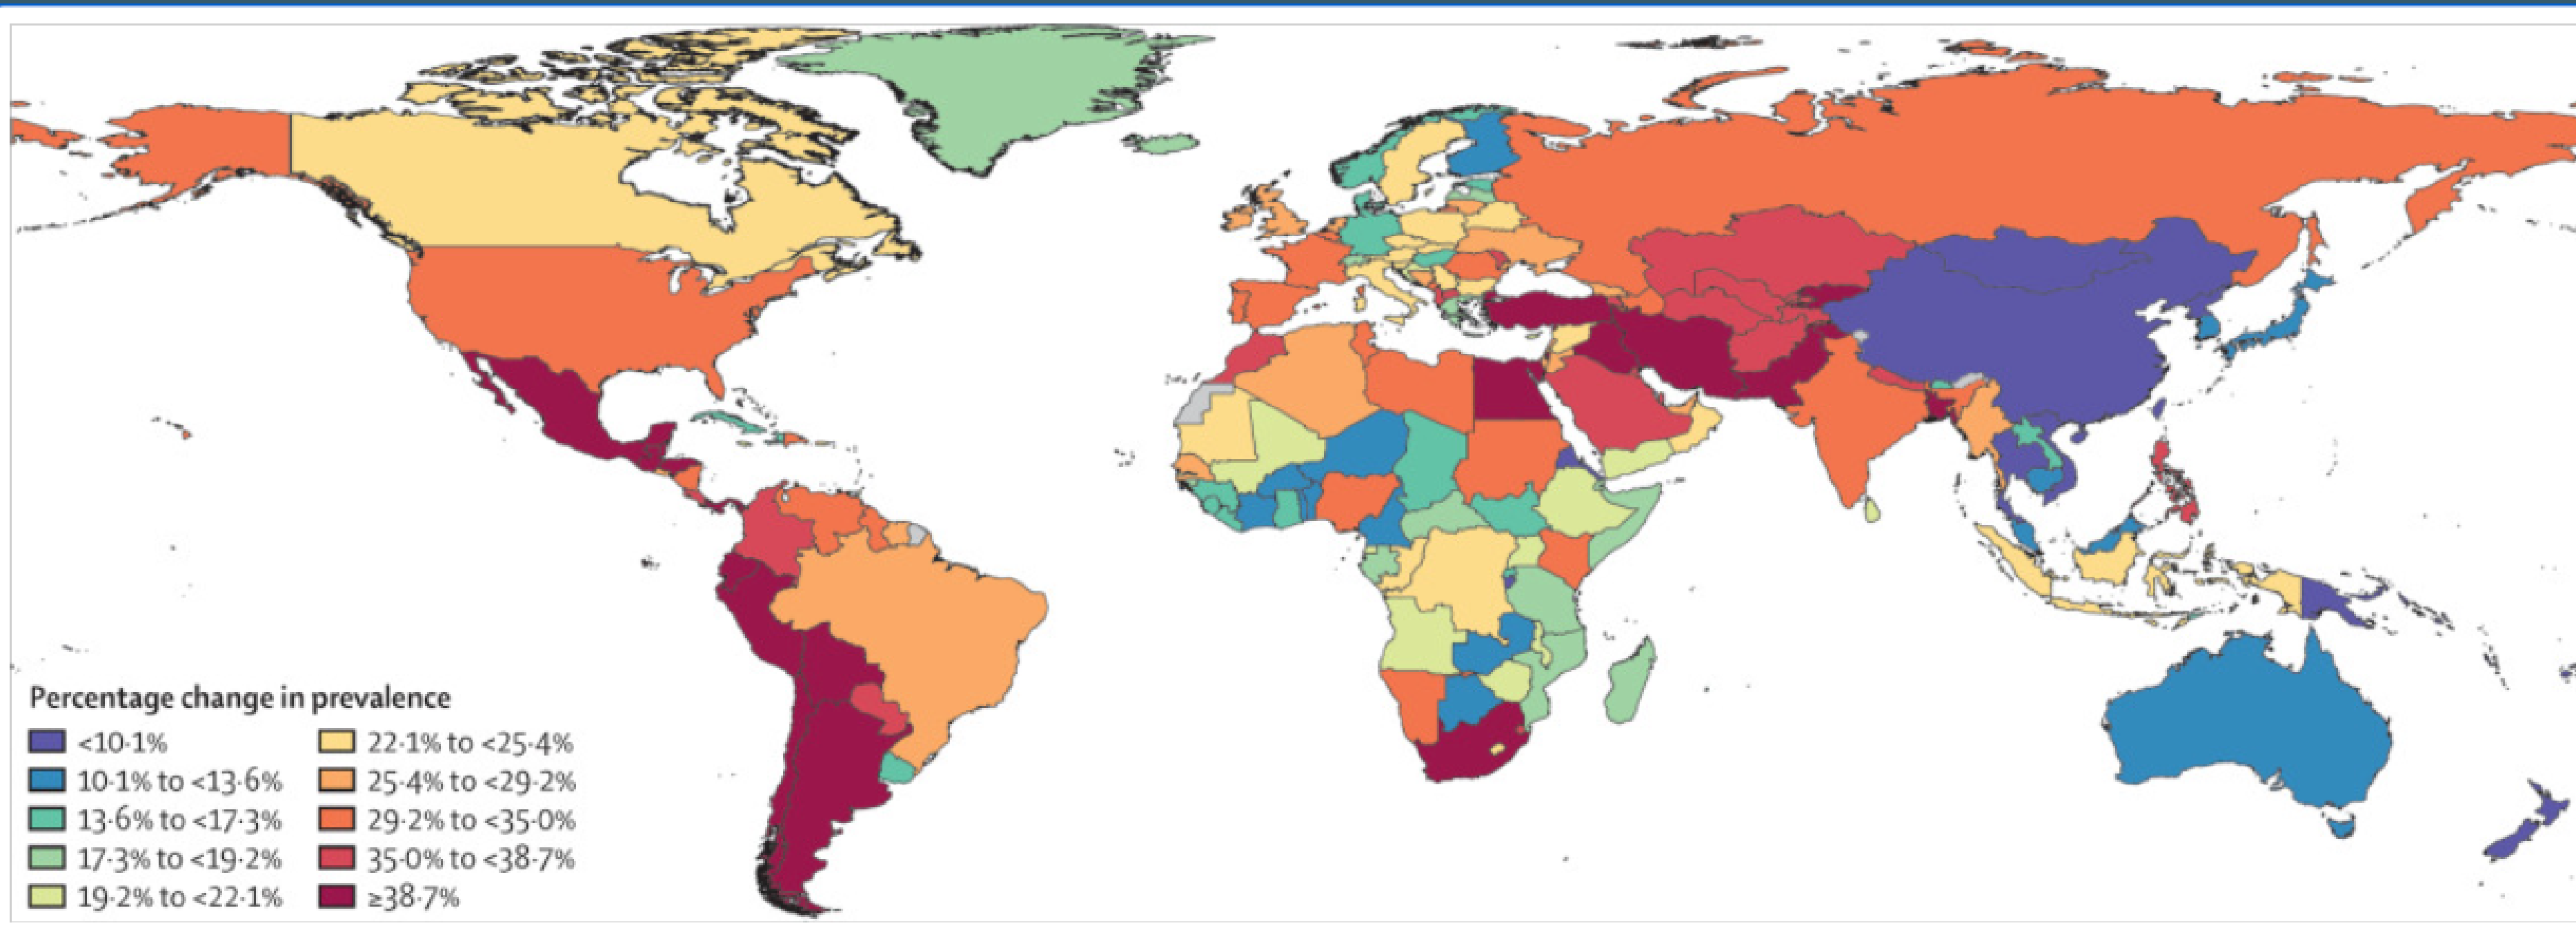 Percentage change in prevalence
<10·1%
10·1% to <13·6%
13·6% to <17·3%
17·3% to <19·2%
19·2% to <22·1%
22·1% to <25·4%
25·4% to <29·2%
29·2% to <35·0%
35·0% to <38·7%
≥38·7%